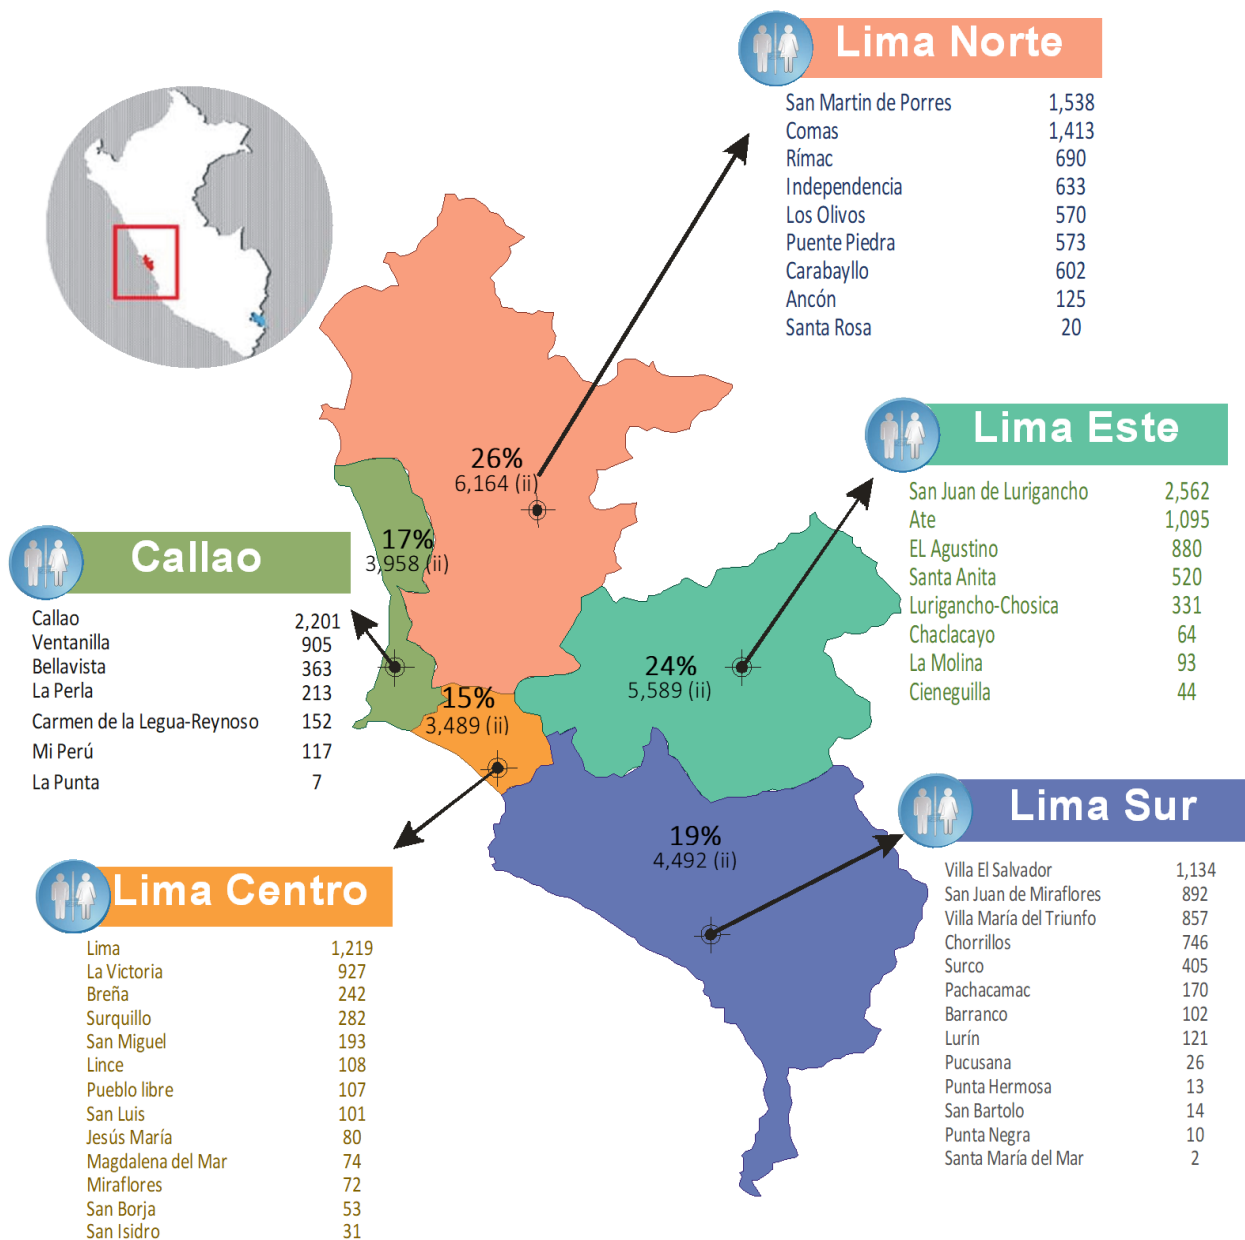 Lima Norte
San Martin de Porres 1,538
Comas 1,413
Rímac 690
Independencia 633
Los Olivos 570
Puente Piedra 573
Carabayllo 602
Ancón 125
Santa Rosa 20
Lima Este
San Juan de Lurigancho 2,562
Ate 1,095
EL Agustino 880
Santa Anita 520
Lurigancho-Chosica 331
Chaclacayo 64
La Molina 93
Cieneguilla 44
26%
6,164 (ii)
17%
3,958 (ii)
24%
5,589 (ii)
15%
3,489 (ii)
19%
4,492 (ii)
Callao
Callao 2,201
Ventanilla 905
Bellavista 363
La Perla 213
Carmen de la Legua-Reynoso 152
Mi Perú 117
La Punta 7
Lima Sur
Villa El Salvador 1,134
San Juan de Miraflores 892
Villa María del Triunfo 857
Chorrillos 746
Surco 405
Pachacamac 170
Barranco 102
Lurín 121
Pucusana 26
Punta Hermosa 13
San Bartolo 14
Punta Negra 10
Santa María del Mar 2
Lima Centro
Lima 1,219
La Victoria 927
Breña 242
Surquillo 282
San Miguel 193
Lince 108
Pueblo libre 107
San Luis 101
Jesús María 80
Magdalena del Mar 74
Miraflores 72
San Borja 53
San Isidro 31